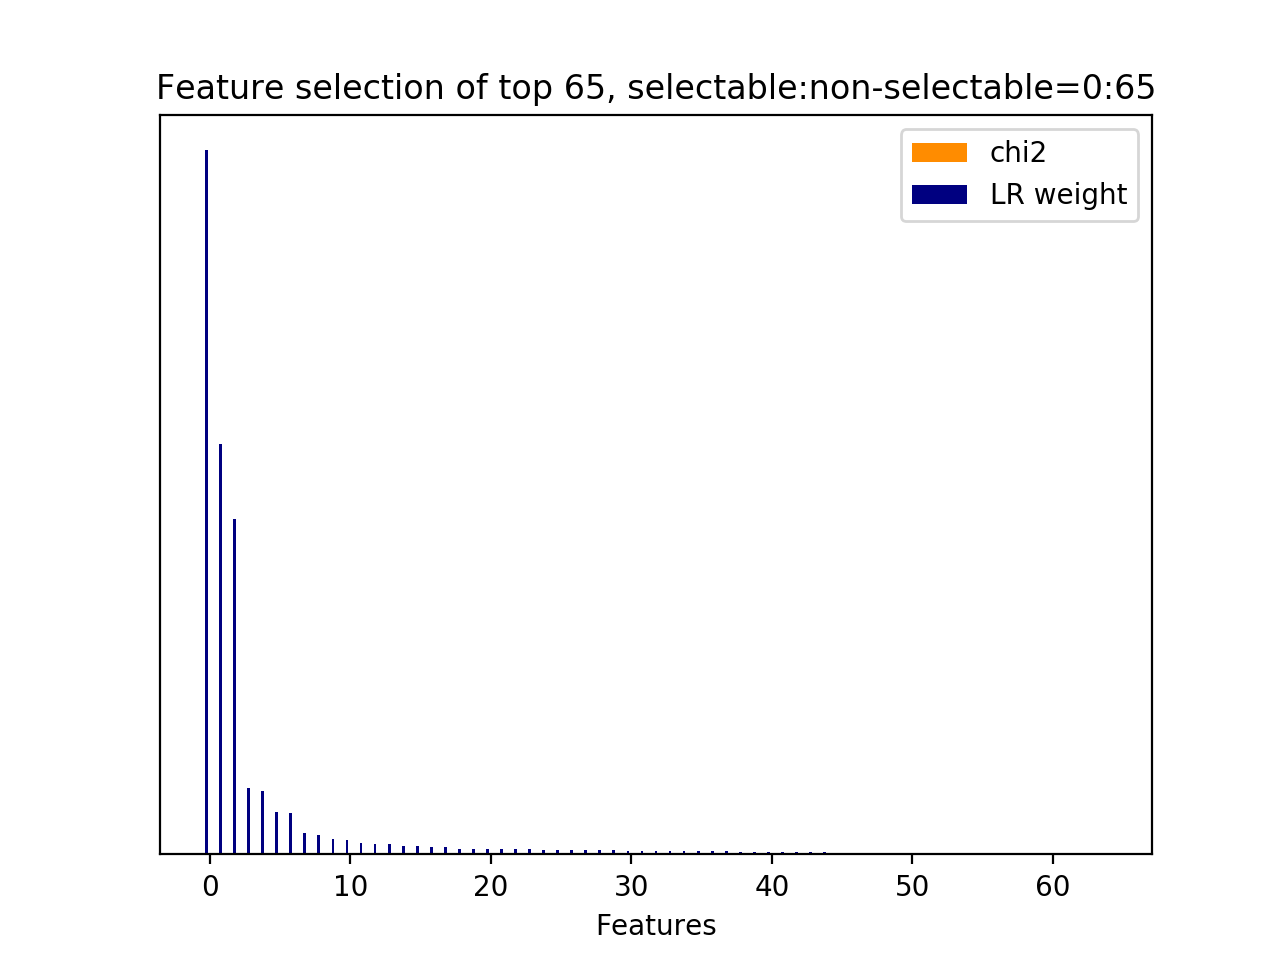 Feature selection of top 65, selectable:non-selectable=0:65
chi2
LR weight
0 10 20 30 40 50 60
Features